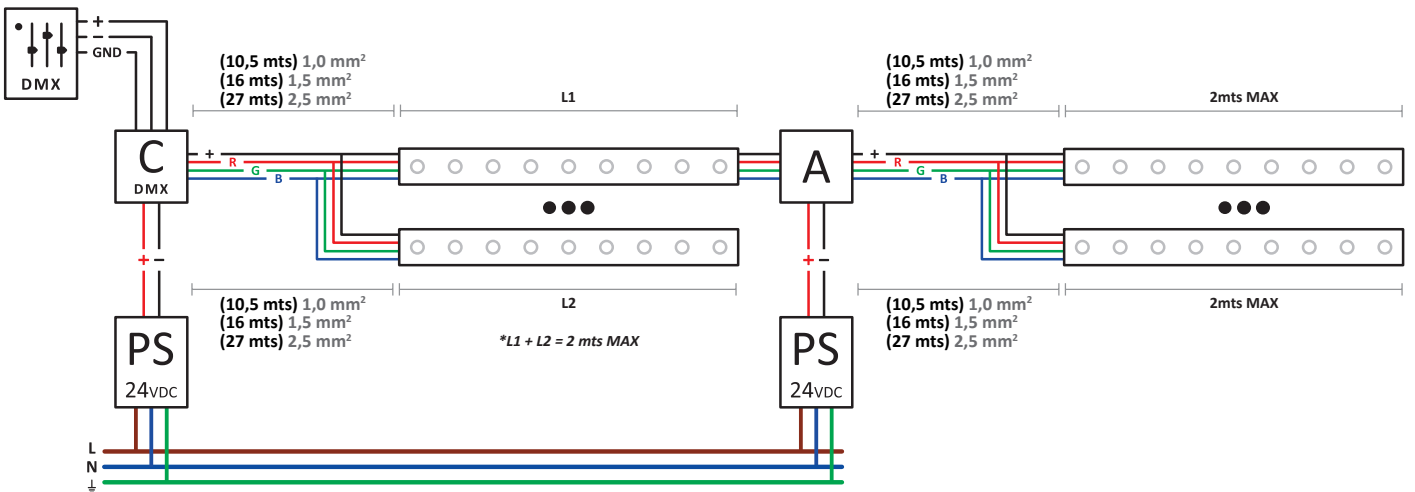 +
−
GND
DMX
(10,5 mts) 1,0 mm²
(16 mts) 1,5 mm²
(27 mts) 2,5 mm²
L1
(10,5 mts) 1,0 mm²
(16 mts) 1,5 mm²
(27 mts) 2,5 mm²
2mts MAX
C
DMX
+
R
G
B
A
+
R
G
B
+ −
+ −
(10,5 mts) 1,0 mm²
(16 mts) 1,5 mm²
(27 mts) 2,5 mm²
L2
*L1 + L2 = 2 mts MAX
(10,5 mts) 1,0 mm²
(16 mts) 1,5 mm²
(27 mts) 2,5 mm²
2mts MAX
PS
24VDC
PS
24VDC
L
N
⏚